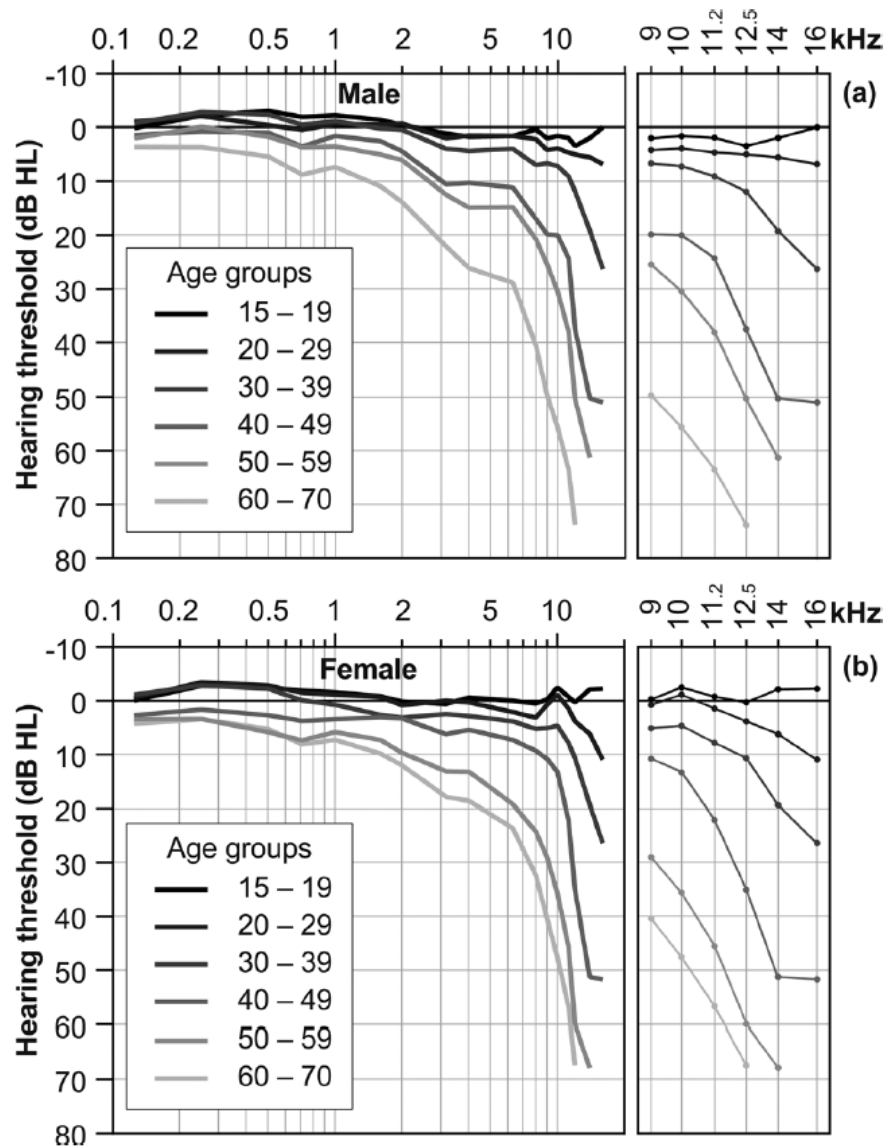 0.1 0.2 0.5 1 2 5 10
9 10 11.2 12.5 14 16 kHz
Male
(a)
Hearing threshold (dB HL)
-10
0
10
20
30
40
50
60
70
80
Age groups
15 – 19
20 – 29
30 – 39
40 – 49
50 – 59
60 – 70
0.1 0.2 0.5 1 2 5 10
9 10 11.2 12.5 14 16 kHz
Female
(b)
Hearing threshold (dB HL)
-10
0
10
20
30
40
50
60
70
80
Age groups
15 – 19
20 – 29
30 – 39
40 – 49
50 – 59
60 – 70